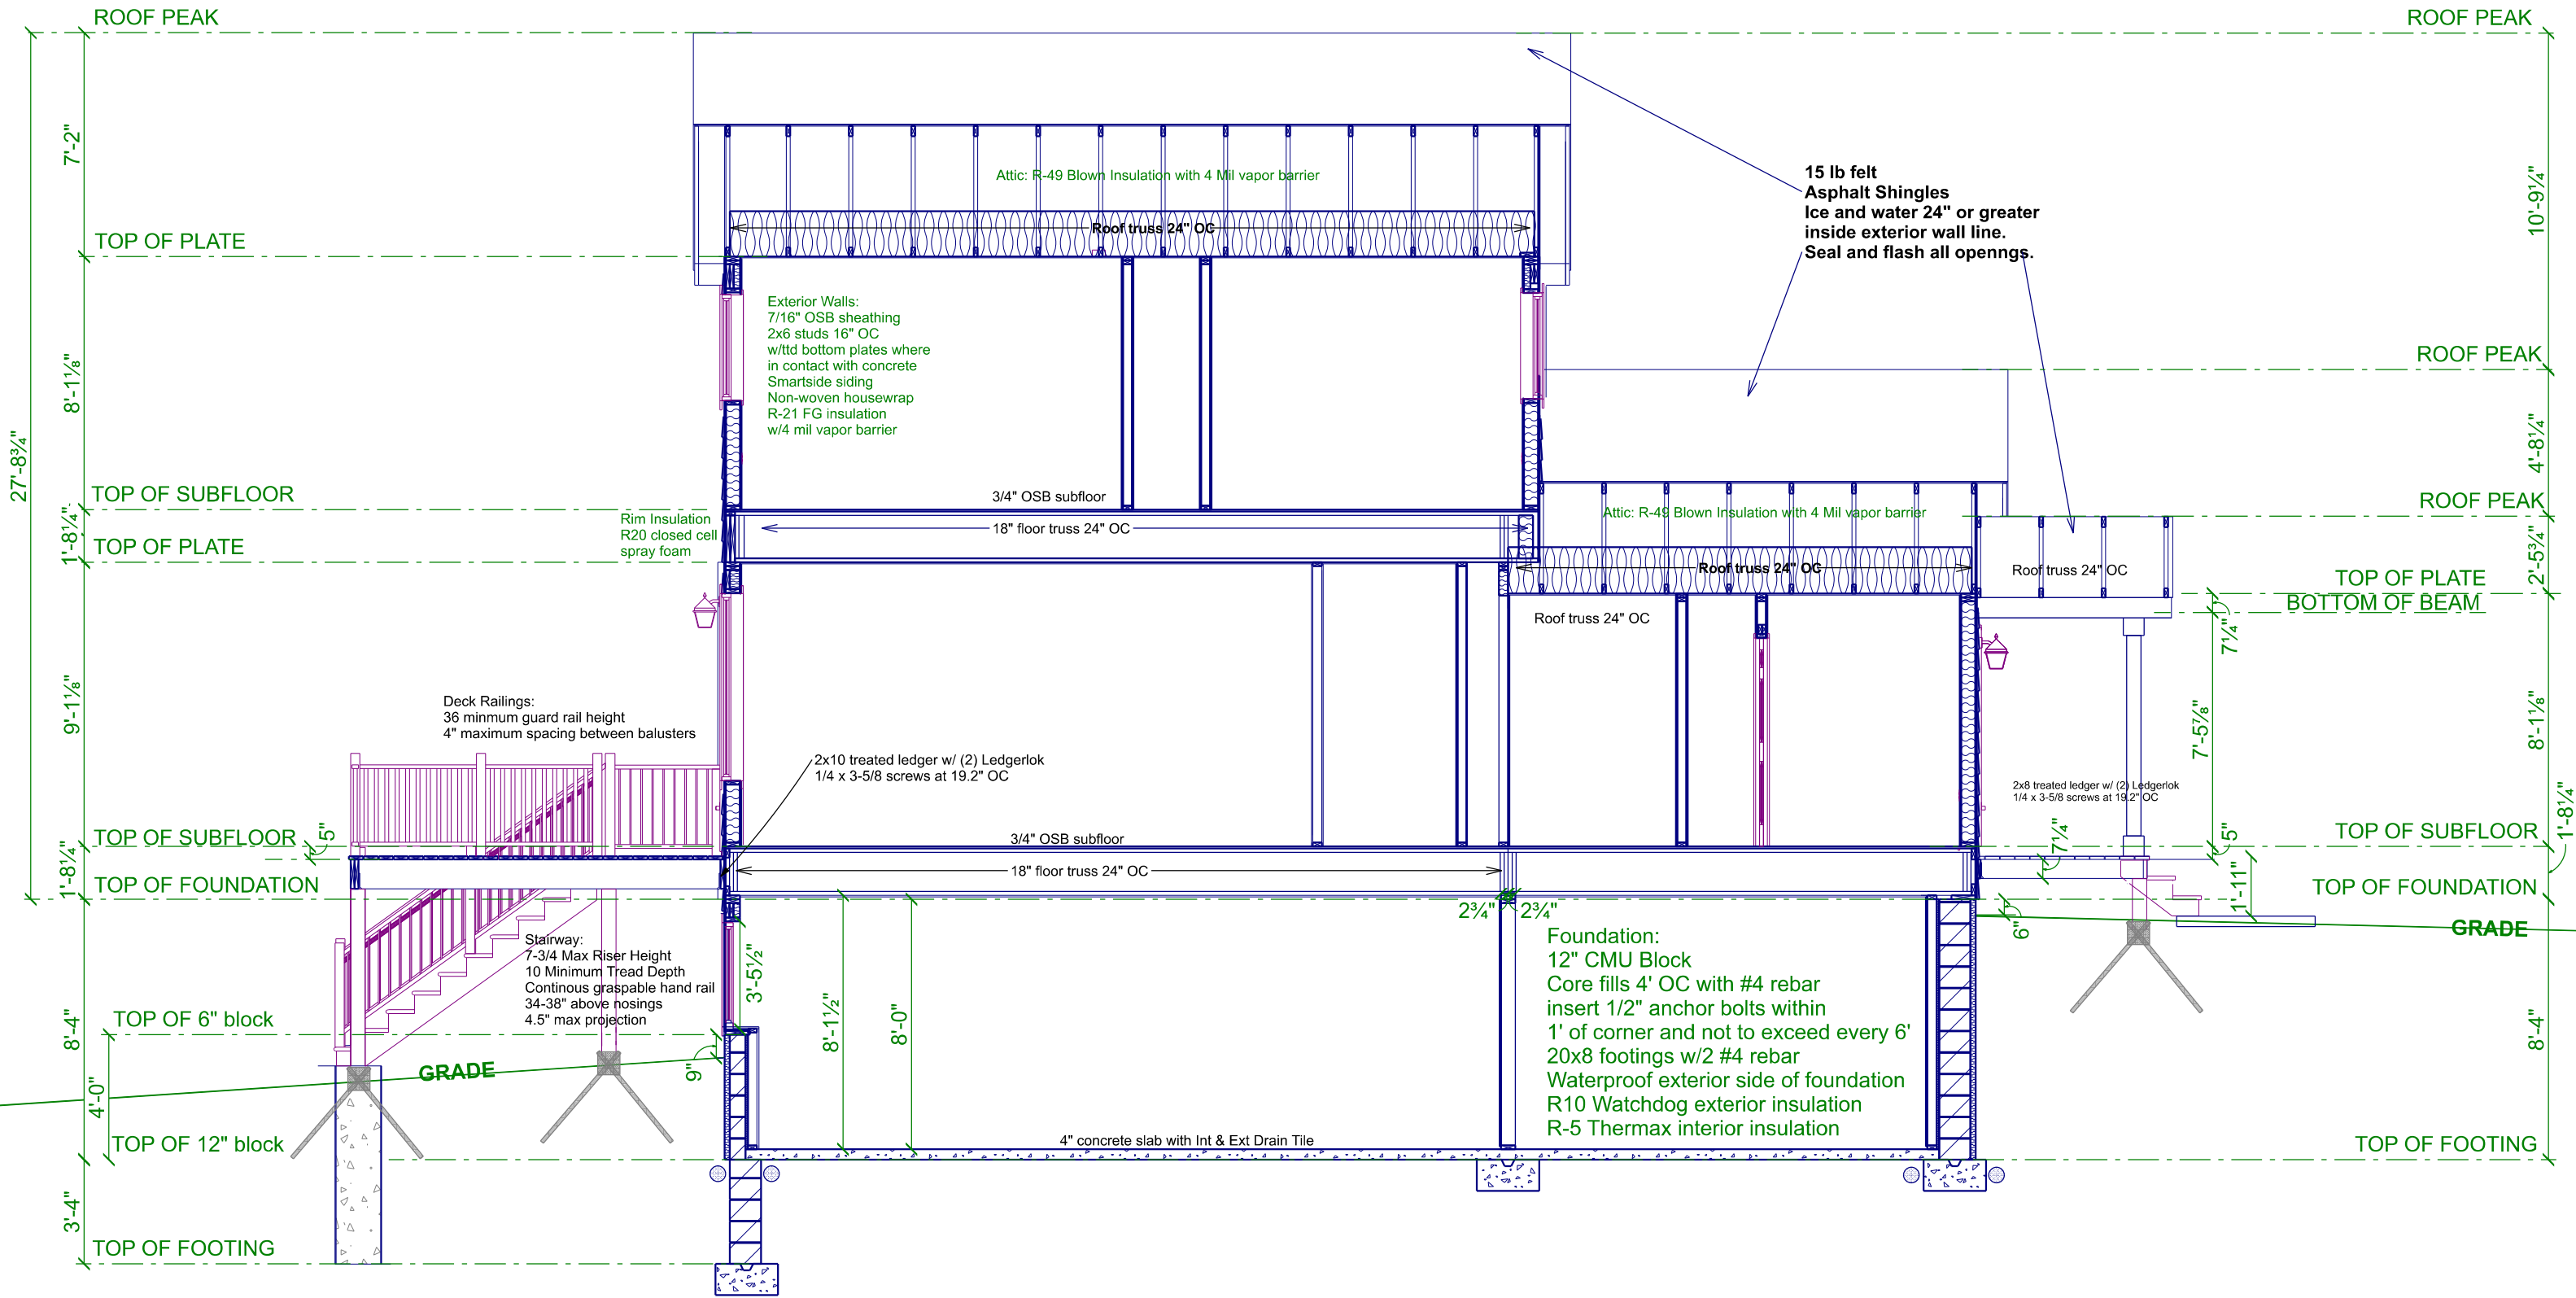 ROOF PEAK
ROOF PEAK
7'-2"
10'-9¼"
15 lb felt
Asphalt Shingles
Ice and water 24" or greater
inside exterior wall line.
Seal and flash all openngs.
Attic: R-49 Blown Insulation with 4 Mil vapor barrier
Roof truss 24" OC
TOP OF PLATE
Exterior Walls:
7/16" OSB sheathing
2x6 studs 16" OC
w/ttd bottom plates where
in contact with concrete
Smartside siding
Non-woven housewrap
R-21 FG insulation
w/4 mil vapor barrier
8'-1⅛"
ROOF PEAK
4'-8¼"
27'-8¾"
TOP OF SUBFLOOR
3/4" OSB subfloor
ROOF PEAK
Rim Insulation
R20 closed cell
spray foam
18" floor truss 24" OC
Attic: R-49 Blown Insulation with 4 Mil vapor barrier
1'-8¼"
TOP OF PLATE
Roof truss 24" OC
Roof truss 24" OC
2'-5¾"
TOP OF PLATE
BOTTOM OF BEAM
Roof truss 24" OC
7¼"
9'-1⅛"
Deck Railings:
36 minmum guard rail height
4" maximum spacing between balusters
7'-5⅞"
8'-1⅛"
2x10 treated ledger w/ (2) Ledgerlok
1/4 x 3-5/8 screws at 19.2" OC
2x8 treated ledger w/ (2) Ledgerlok
1/4 x 3-5/8 screws at 19.2" OC
TOP OF SUBFLOOR
5"
3/4" OSB subfloor
7¼"
5"
TOP OF SUBFLOOR
1'-8¼"
1'-8¼"
18" floor truss 24" OC
TOP OF FOUNDATION
TOP OF FOUNDATION
1'-11"
2¾"
2¾"
6"
GRADE
Stairway:
7-3/4 Max Riser Height
10 Minimum Tread Depth
Continous graspable hand rail
34-38" above nosings
4.5" max projection
3'-5½"
8'-1½"
8'-0"
Foundation:
12" CMU Block
Core fills 4' OC with #4 rebar
insert 1/2" anchor bolts within
1' of corner and not to exceed every 6'
20x8 footings w/2 #4 rebar
Waterproof exterior side of foundation
R10 Watchdog exterior insulation
R-5 Thermax interior insulation
8'-4"
8'-4"
TOP OF 6" block
GRADE
9"
4'-0"
TOP OF 12" block
4" concrete slab with Int & Ext Drain Tile
TOP OF FOOTING
3'-4"
TOP OF FOOTING